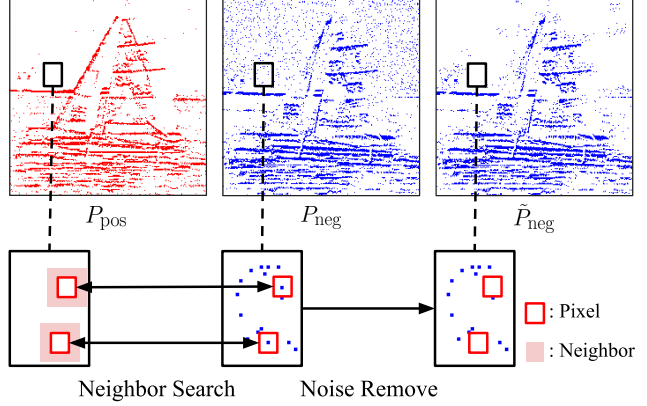 P_pos
P_neg
P̃_neg
: Pixel
: Neighbor
Neighbor Search
Noise Remove